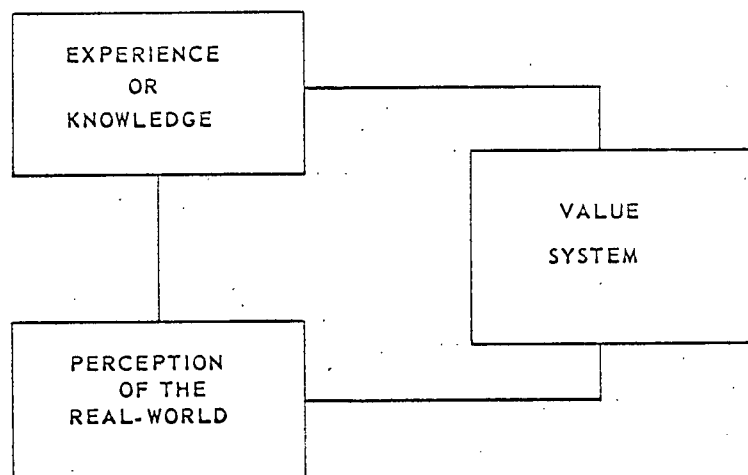 EXPERIENCE
OR
KNOWLEDGE
VALUE
SYSTEM
PERCEPTION
OF THE
REAL-WORLD